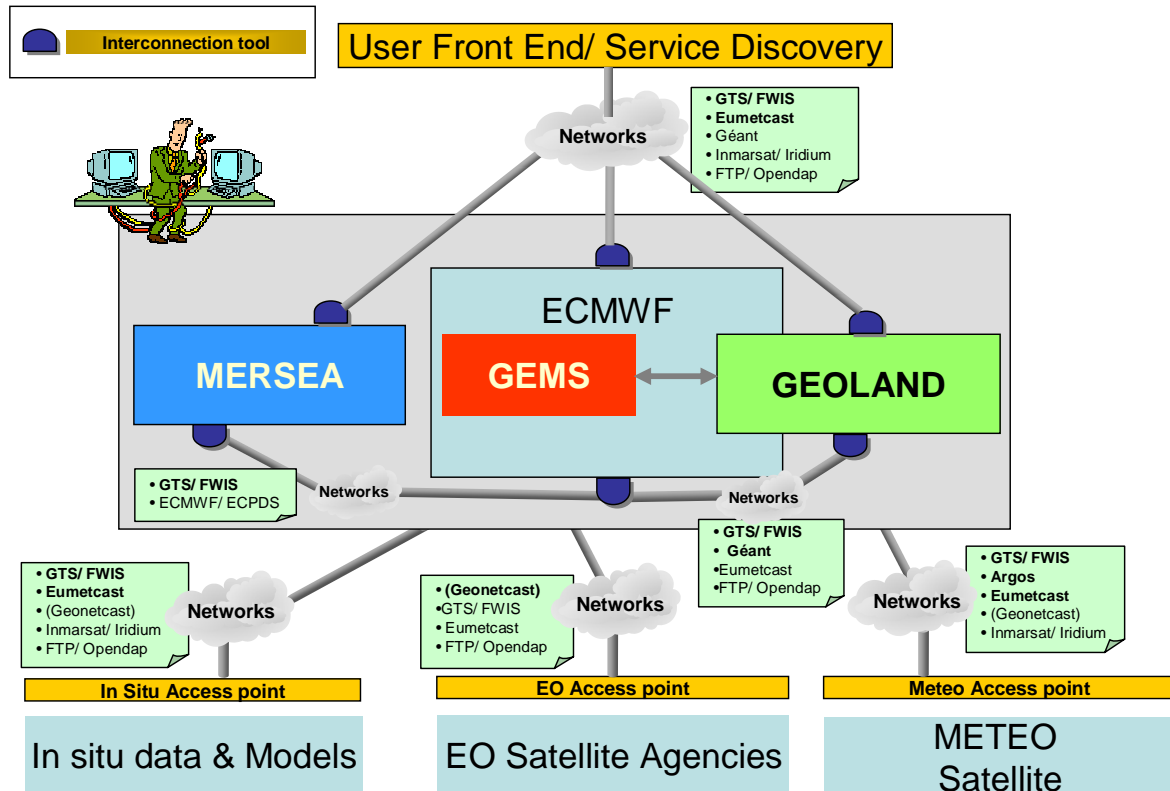 Interconnection tool
User Front End/ Service Discovery
Networks
• GTS/ FWIS
• Eumetcast
• Géant
• Inmarsat/ Iridium
• FTP/ Opendap
ECMWF
MERSEA
GEMS
GEOLAND
• GTS/ FWIS
• ECMWF/ ECPDS
Networks
Networks
• GTS/ FWIS
• Géant
•Eumetcast
•FTP/ Opendap
• GTS/ FWIS
• Eumetcast
• (Geonetcast)
• Inmarsat/ Iridium
• FTP/ Opendap
Networks
• (Geonetcast)
•GTS/ FWIS
• Eumetcast
• FTP/ Opendap
Networks
Networks
• GTS/ FWIS
• Argos
• Eumetcast
• (Geonetcast)
• Inmarsat/ Iridium
In Situ Access point
EO Access point
Meteo Access point
In situ data & Models
EO Satellite Agencies
METEO
Satellite